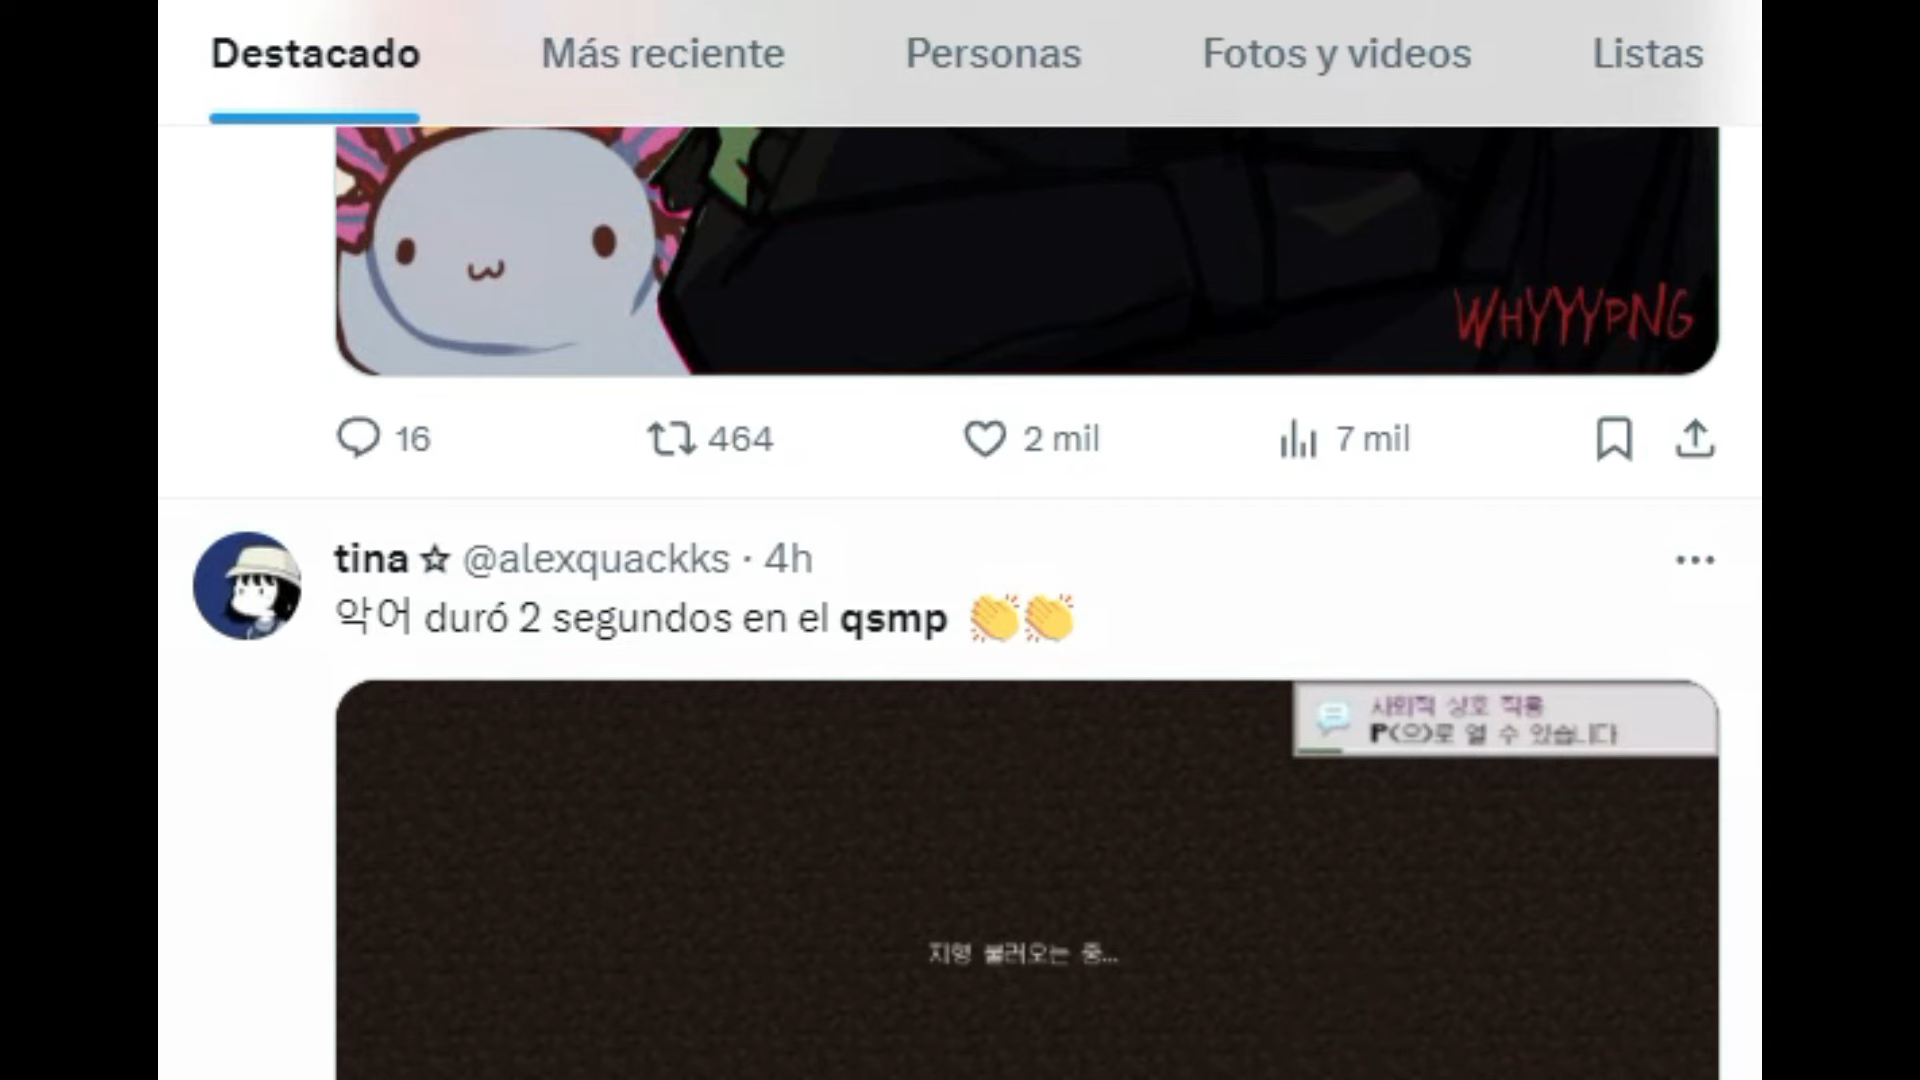 Destacado
Más reciente
Personas
Fotos y videos
Listas
WHYYYPNG
16
464
2 mil
7 mil
tina ☆ @alexquackks · 4h
악어 duró 2 segundos en el qsmp 👏👏
사회적 상호 작용
P(으)로 열 수 있습니다
지형 불러오는 중...